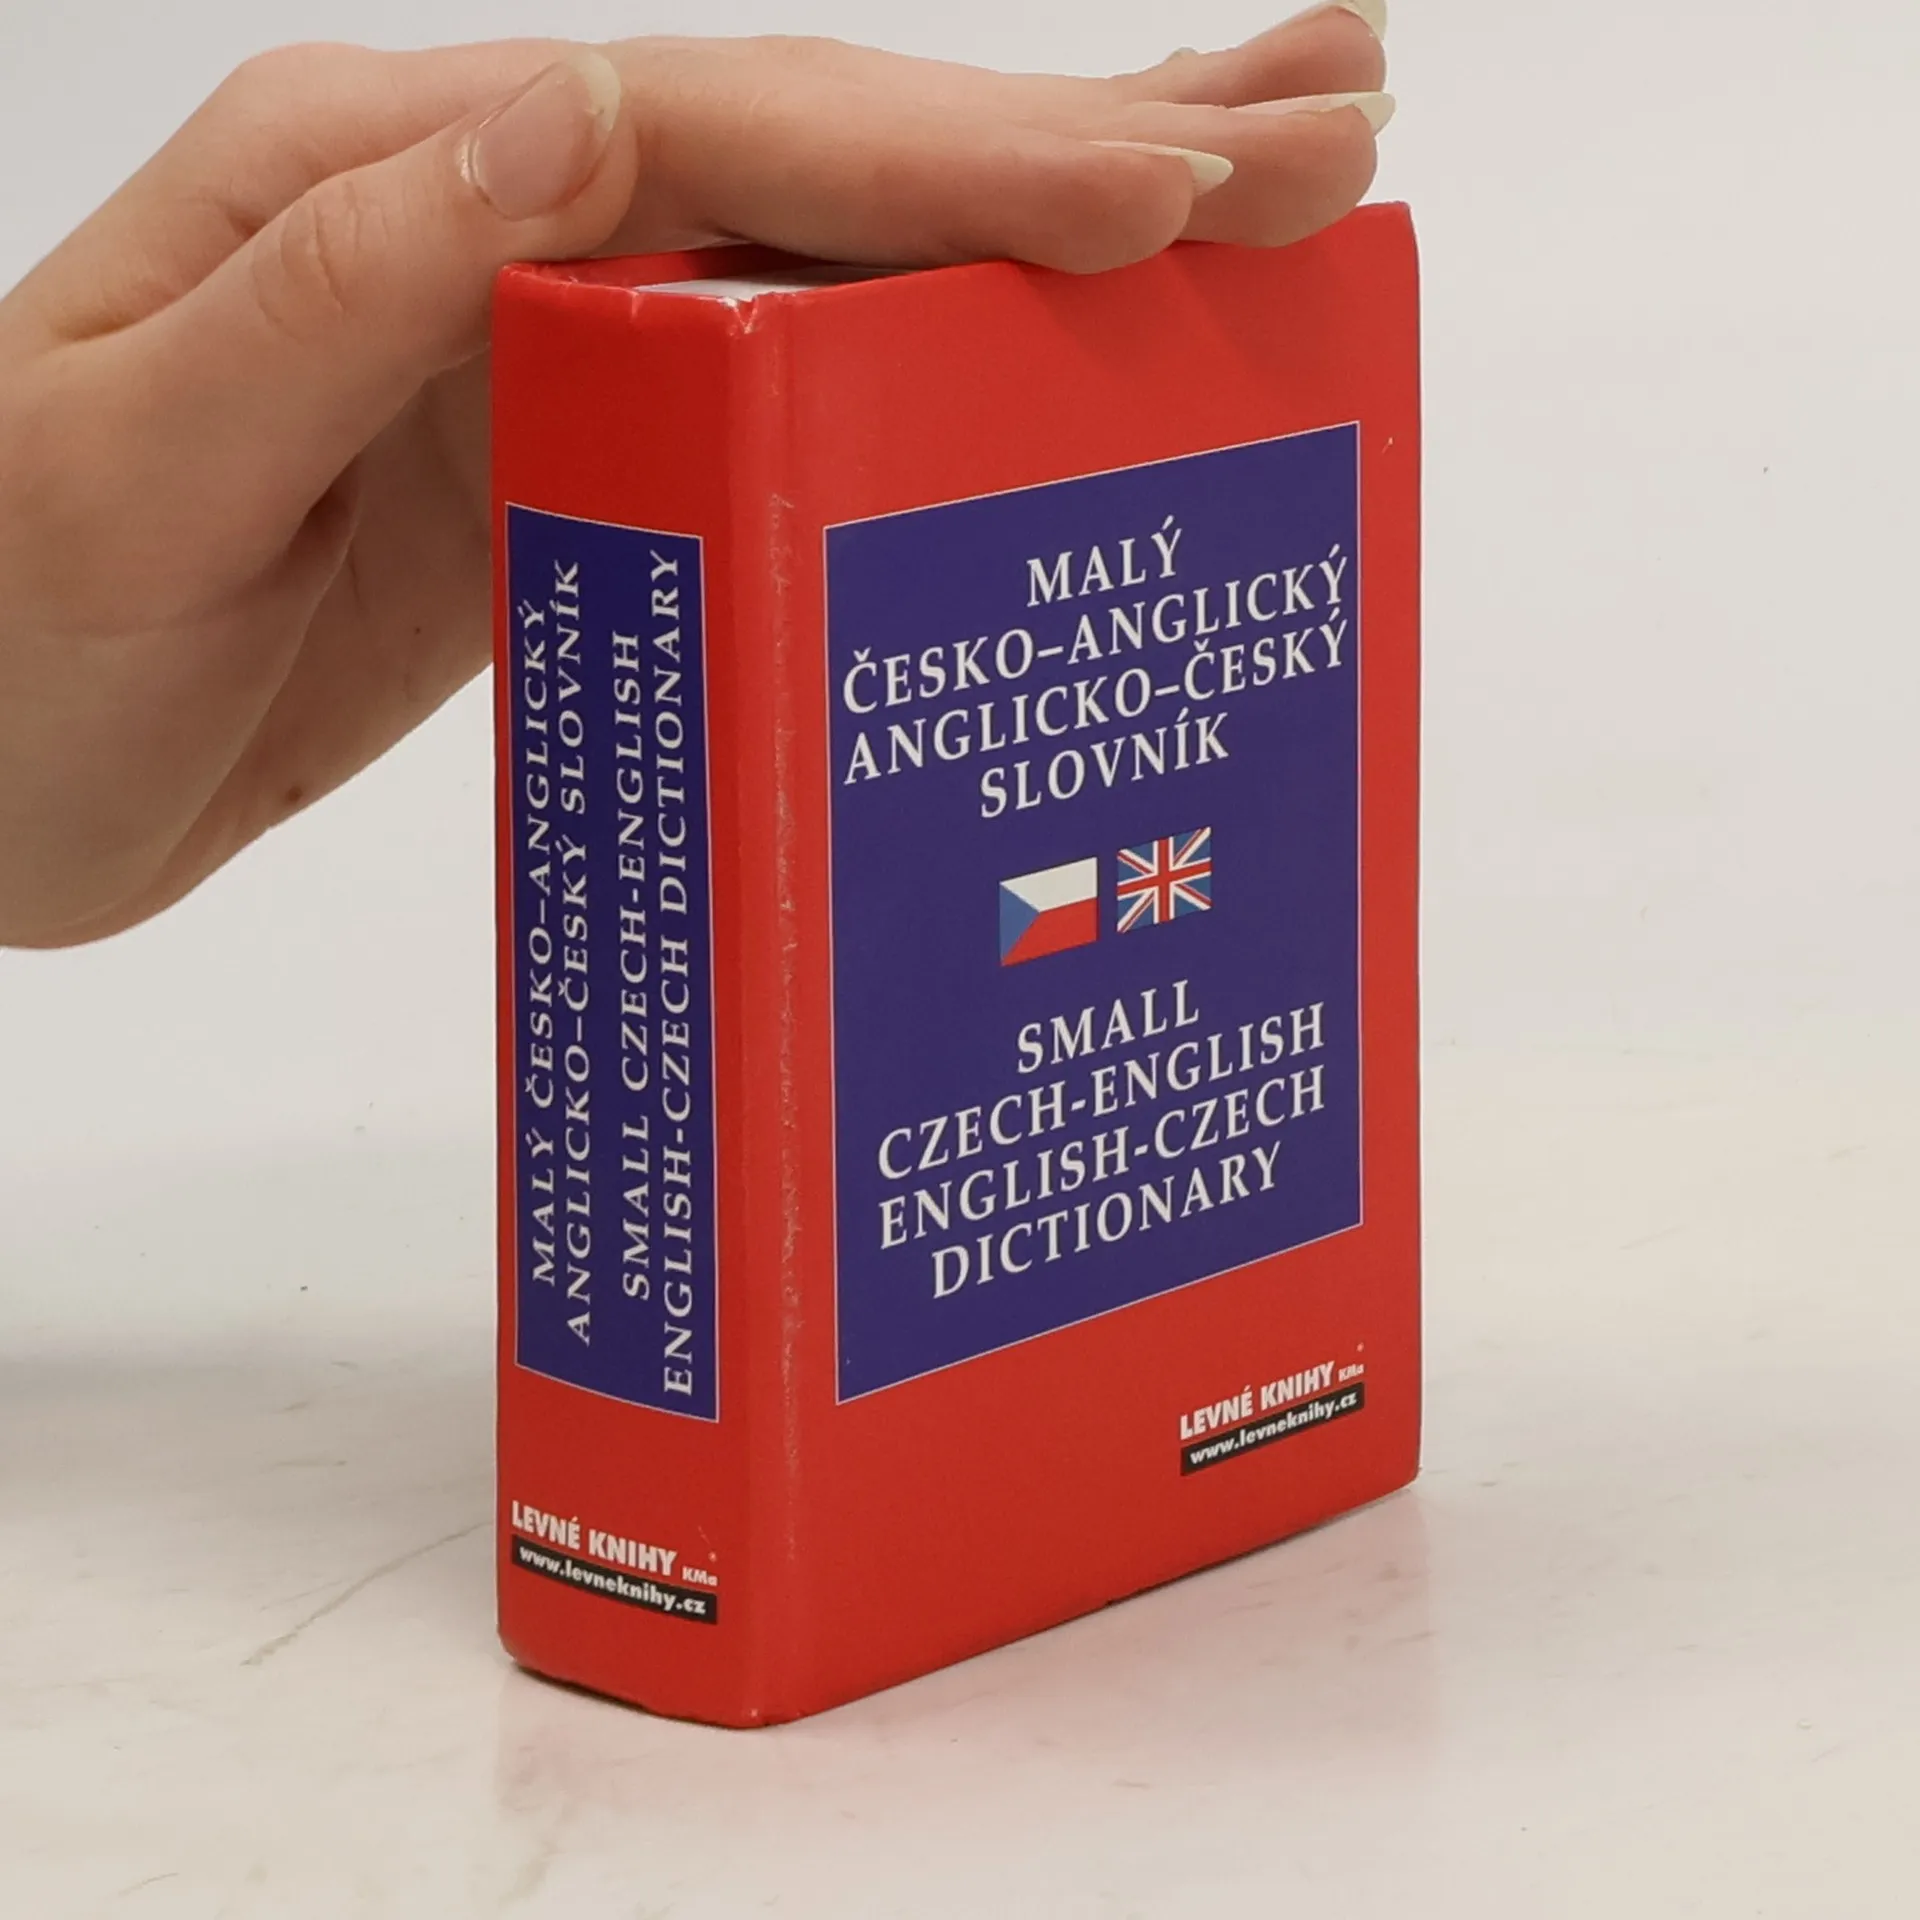 MALÝ ČESKO–ANGLICKÝ
ANGLICKO–ČESKÝ SLOVNÍK
SMALL CZECH-ENGLISH
ENGLISH-CZECH DICTIONARY
LEVNÉ KNIHY KMa
www.levneknihy.cz
MALÝ
ČESKO–ANGLICKÝ
ANGLICKO–ČESKÝ
SLOVNÍK
SMALL
CZECH-ENGLISH
ENGLISH-CZECH
DICTIONARY
LEVNÉ KNIHY KMa
www.levneknihy.cz